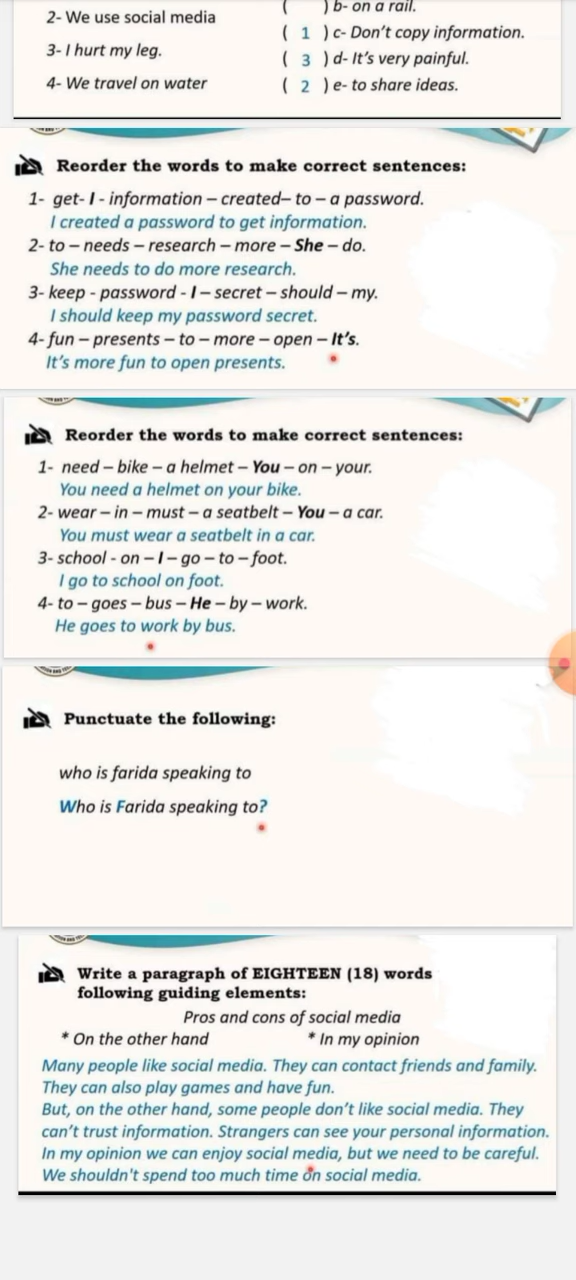 ( ) b- on a rail.
2- We use social media
( 1 ) c- Don't copy information.
3- I hurt my leg.
( 3 ) d- It's very painful.
4- We travel on water
( 2 ) e- to share ideas.
Reorder the words to make correct sentences:
1- get- I - information – created– to – a password.
I created a password to get information.
2- to – needs – research – more – She – do.
She needs to do more research.
3- keep - password - I – secret – should – my.
I should keep my password secret.
4- fun – presents – to – more – open – It's.
It's more fun to open presents.
Reorder the words to make correct sentences:
1- need – bike – a helmet – You – on – your.
You need a helmet on your bike.
2- wear – in – must – a seatbelt – You – a car.
You must wear a seatbelt in a car.
3- school - on – I – go – to – foot.
I go to school on foot.
4- to – goes – bus – He – by – work.
He goes to work by bus.
Punctuate the following:
who is farida speaking to
Who is Farida speaking to?
Write a paragraph of EIGHTEEN (18) words
following guiding elements:
Pros and cons of social media
* On the other hand * In my opinion
Many people like social media. They can contact friends and family.
They can also play games and have fun.
But, on the other hand, some people don't like social media. They
can't trust information. Strangers can see your personal information.
In my opinion we can enjoy social media, but we need to be careful.
We shouldn't spend too much time on social media.